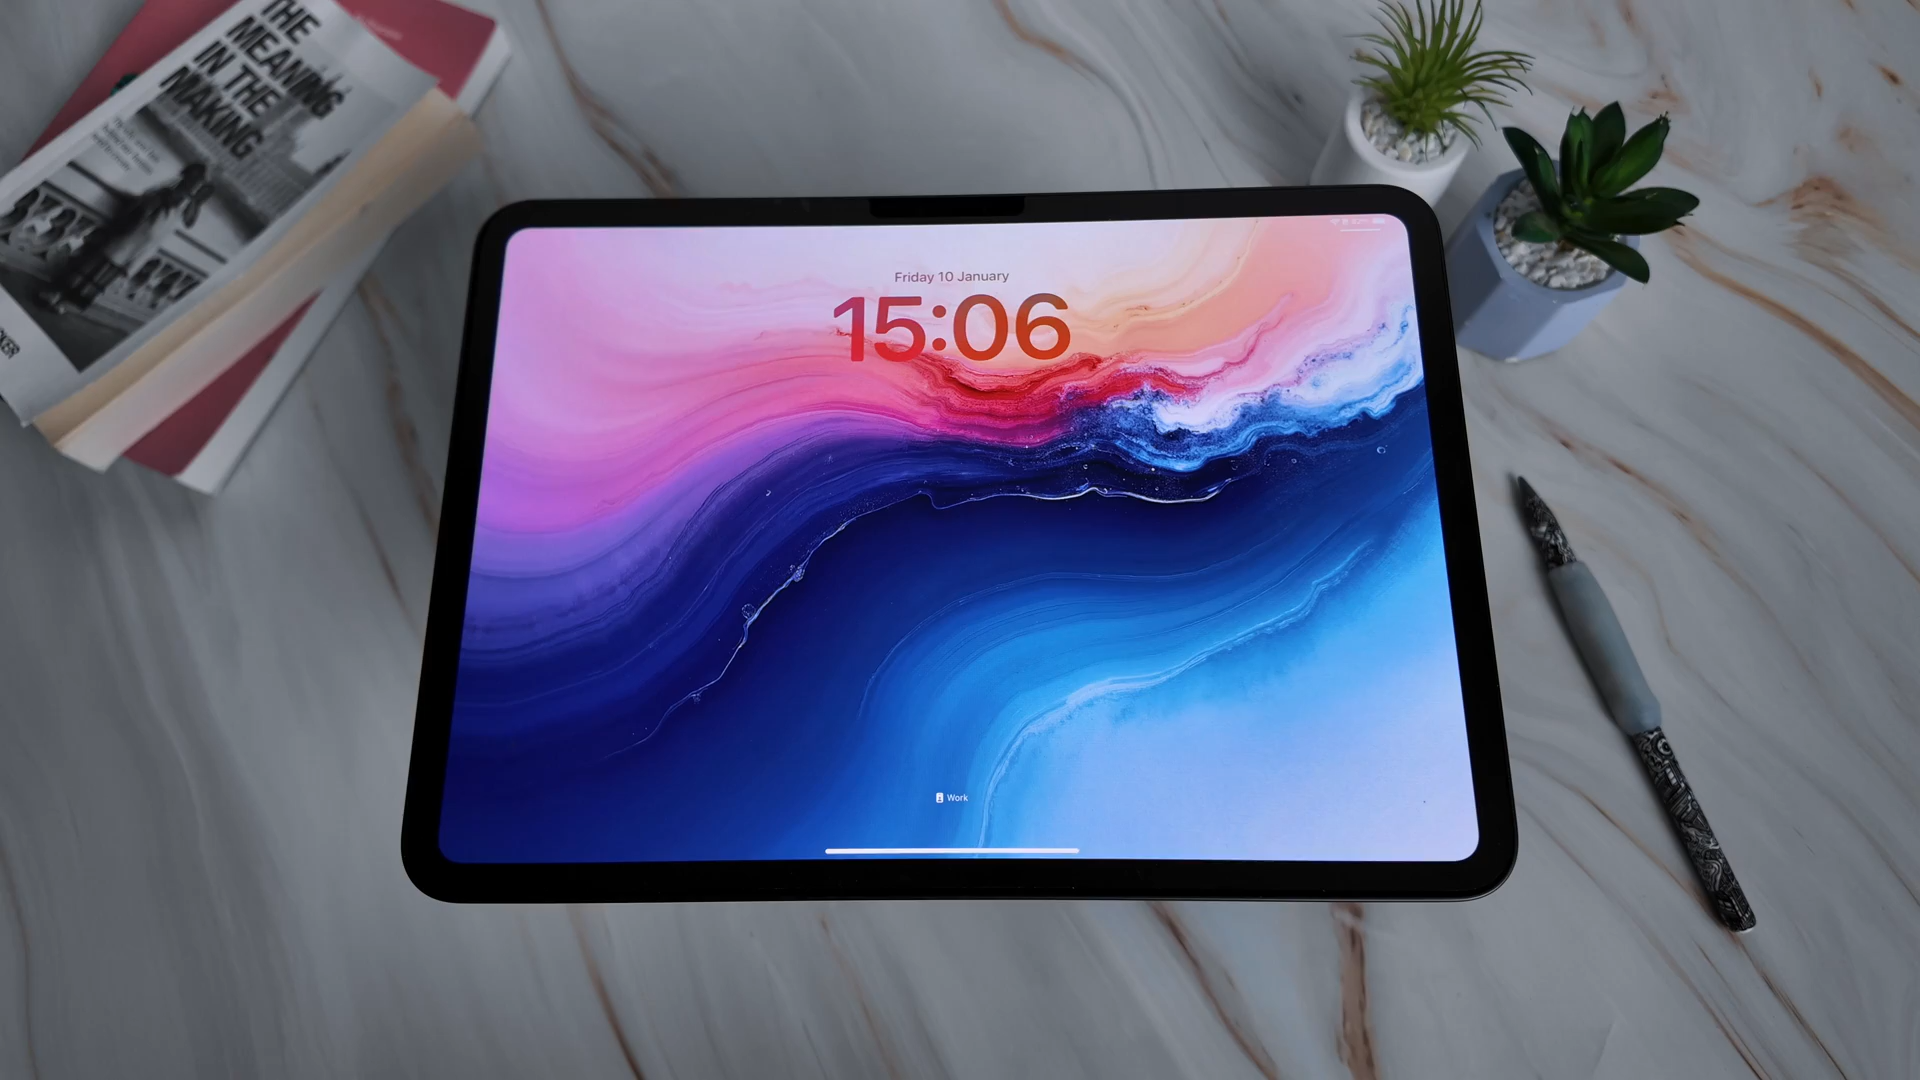 THE
MEANING
IN THE
MAKING
Friday 10 January
15:06
Work